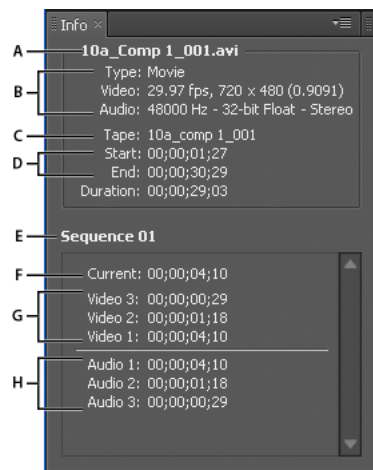 Info ×
A 10a_Comp 1_001.avi
Type: Movie
B Video: 29.97 fps, 720 x 480 (0.9091)
Audio: 48000 Hz - 32-bit Float - Stereo
C Tape: 10a_comp 1_001
D Start: 00;00;01;27
End: 00;00;30;29
Duration: 00;00;29;03
E Sequence 01
F Current: 00;00;04;10
Video 3: 00;00;00;29
G Video 2: 00;00;01;18
Video 1: 00;00;04;10
Audio 1: 00;00;04;10
H Audio 2: 00;00;01;18
Audio 3: 00;00;00;29